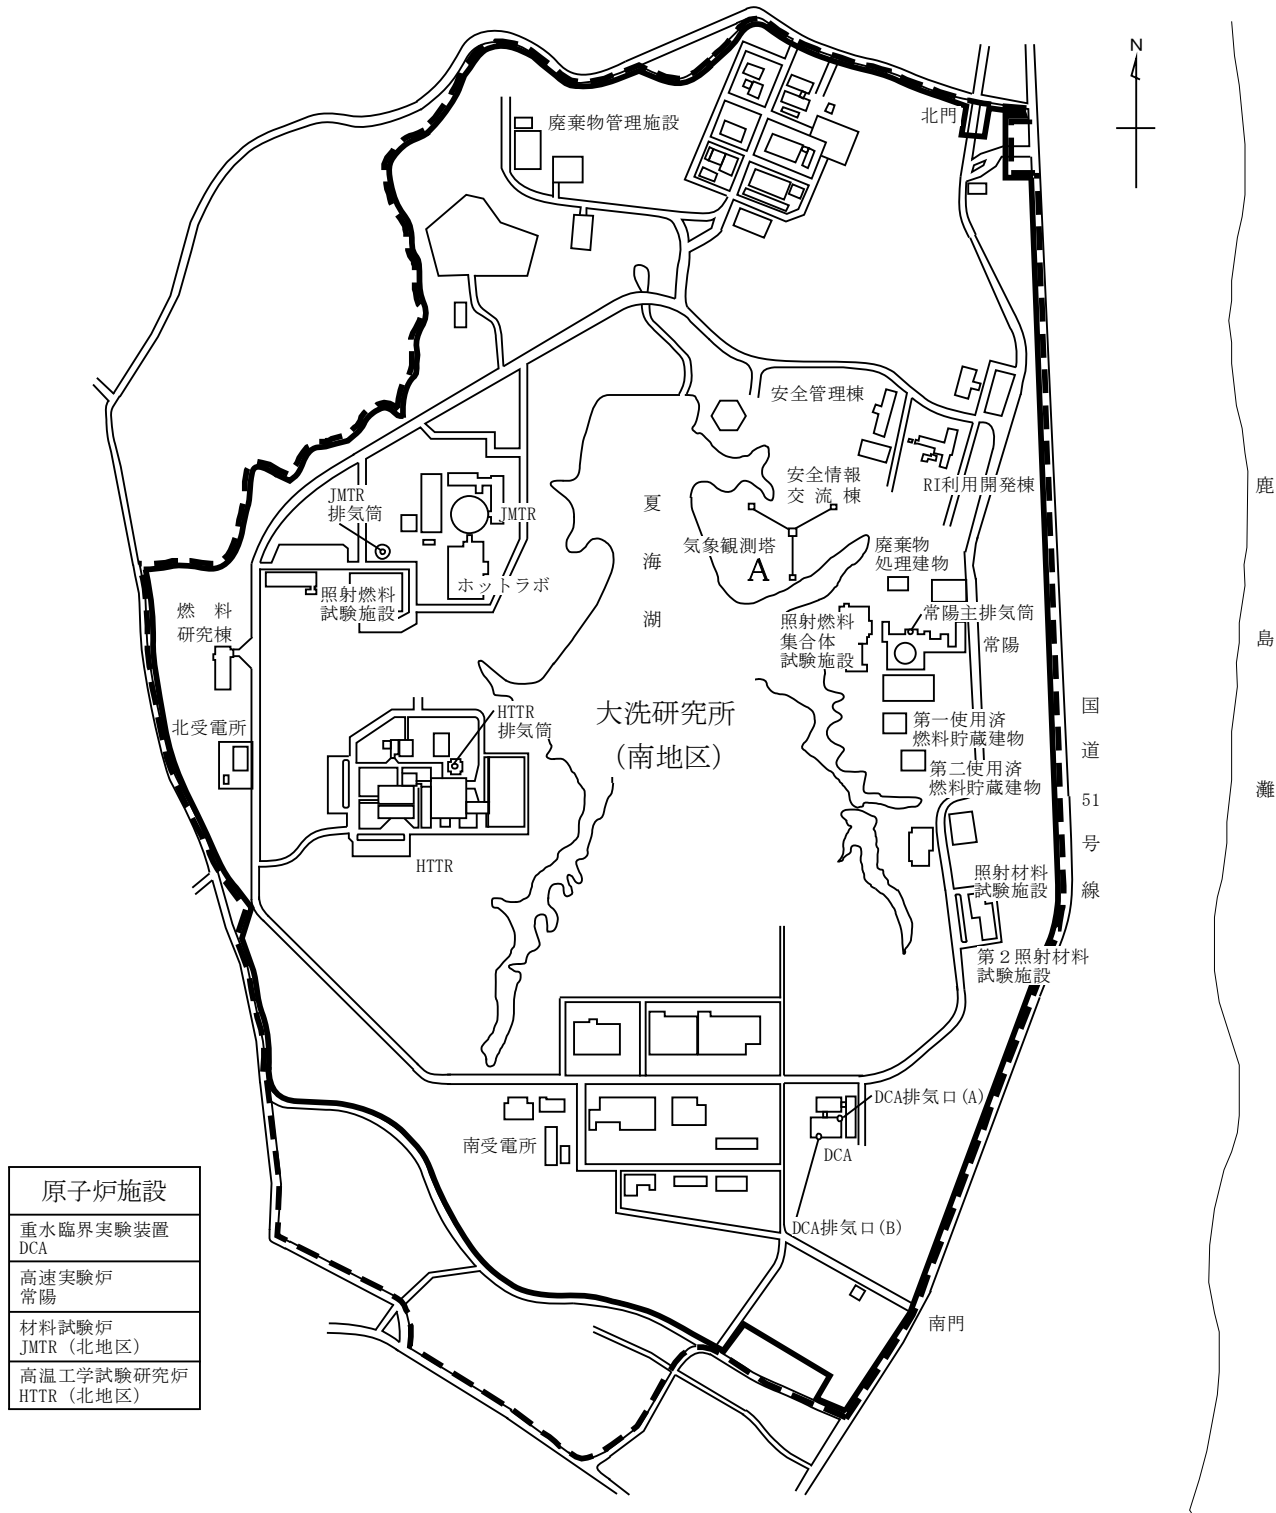 N
北門
廃棄物管理施設
安全管理棟
安全情報
交流棟
RI利用開発棟
JMTR
排気筒
JMTR
夏海湖
気象観測塔
A
廃棄物
処理建物
鹿島灘
ホットラボ
照射燃料
試験施設
燃料
研究棟
照射燃料
集合体
試験施設
常陽主排気筒
常陽
北受電所
HTTR
排気筒
大洗研究所
(南地区)
第一使用済
燃料貯蔵建物
第二使用済
燃料貯蔵建物
国道51号線
HTTR
照射材料
試験施設
第2照射材料
試験施設
DCA排気口(A)
南受電所
DCA
DCA排気口(B)
南門
原子炉施設
重水臨界実験装置
DCA
高速実験炉
常陽
材料試験炉
JMTR (北地区)
高温工学試験研究炉
HTTR (北地区)